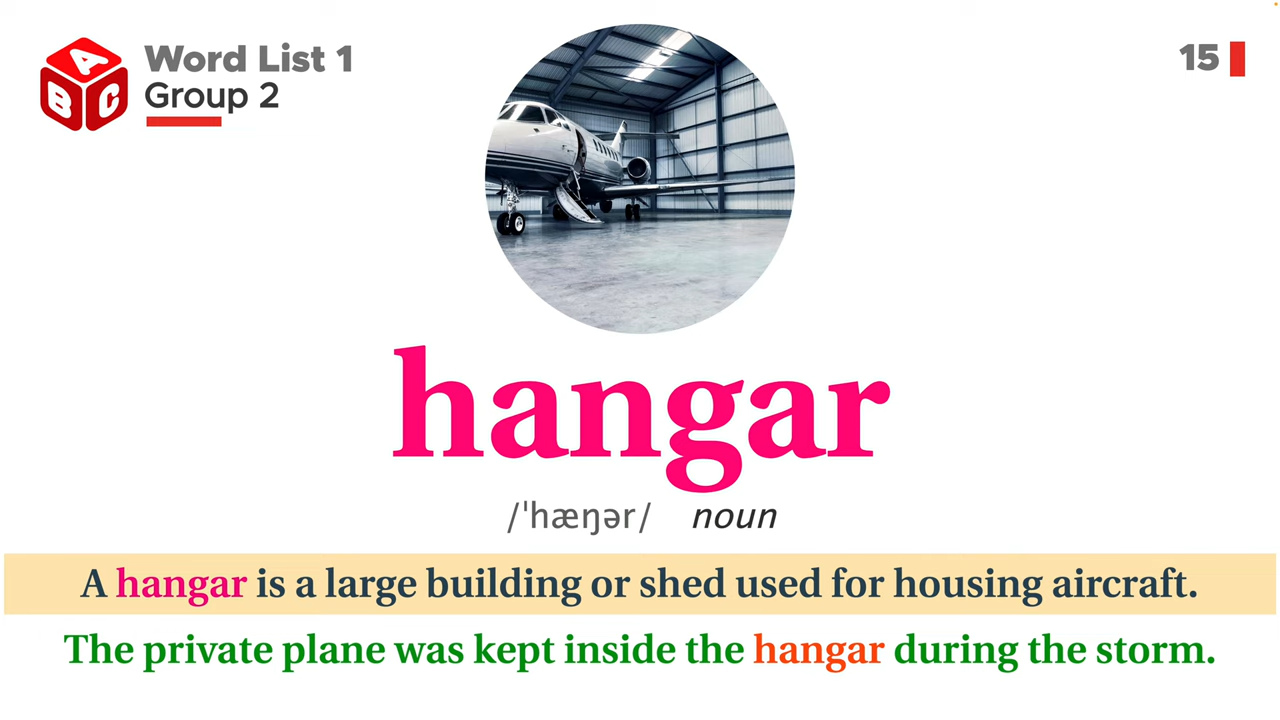 A
B
C
Word List 1
Group 2
15
hangar
/ˈhæŋər/ noun
A hangar is a large building or shed used for housing aircraft.
The private plane was kept inside the hangar during the storm.